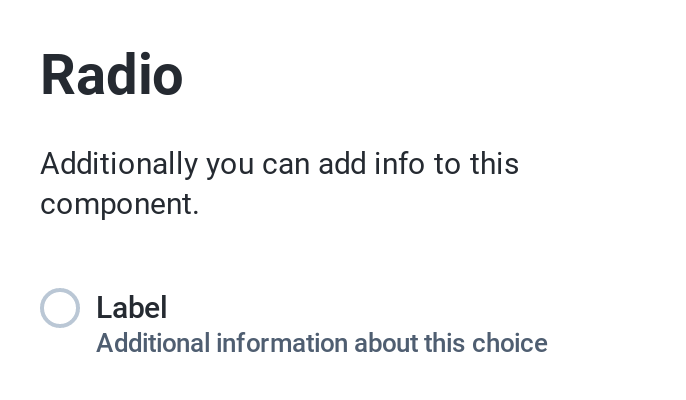 Radio
Additionally you can add info to this
component.
Label
Additional information about this choice